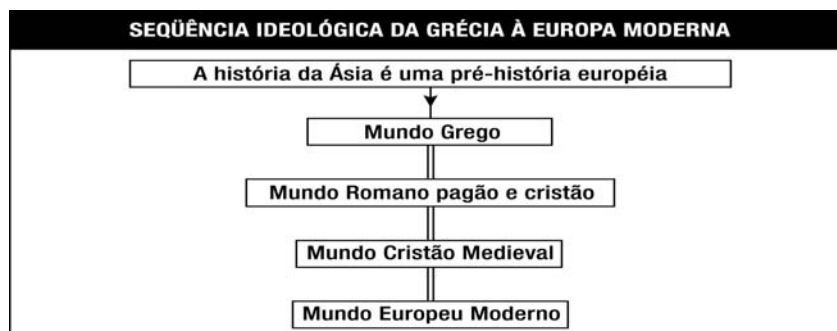 SEQÜÊNCIA IDEOLÓGICA DA GRÉCIA À EUROPA MODERNA
A história da Ásia é uma pré-história européia
Mundo Grego
Mundo Romano pagão e cristão
Mundo Cristão Medieval
Mundo Europeu Moderno